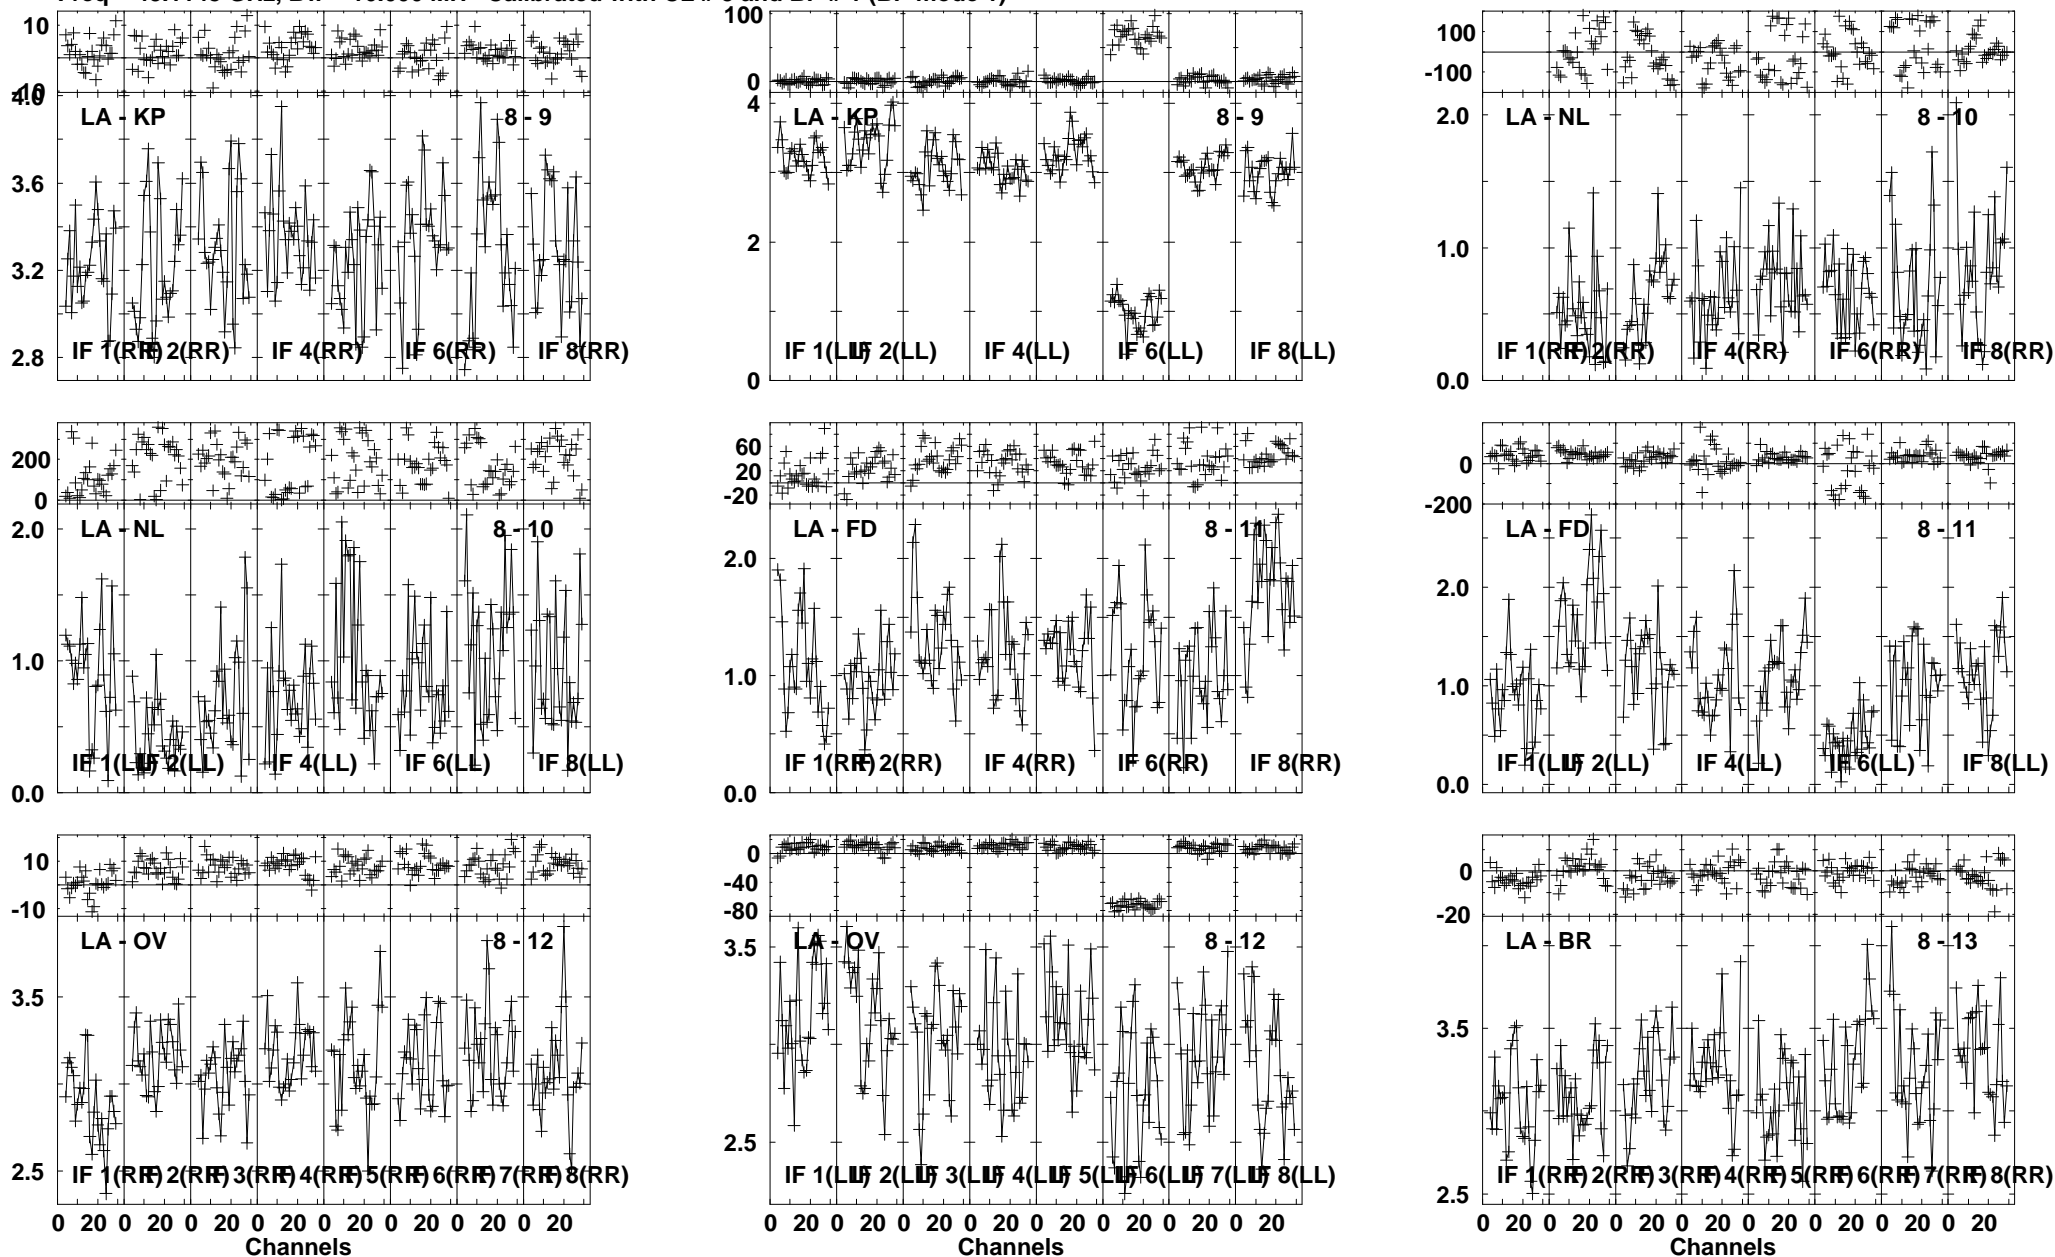 Freq = GHz, Bw = 16.000 MH Calibrated with CL # and BP # 1 (BP mode 1)
10
-10
LA - KP 8 - 9
4.0
3.6
3.2
2.8
IF 1(RR) IF 2(RR) IF 4(RR) IF 6(RR) IF 8(RR)
100
50
0
LA - KP 8 - 9
4
2
0
IF 1(LL) IF 2(LL) IF 4(LL) IF 6(LL) IF 8(LL)
100
-100
LA - NL 8 - 10
2.0
1.0
0.0
IF 1(RR) IF 2(RR) IF 4(RR) IF 6(RR) IF 8(RR)
200
0
LA - NL 8 - 10
2.0
1.0
0.0
IF 1(LL) IF 2(LL) IF 4(LL) IF 6(LL) IF 8(LL)
60
20
-20
LA - FD 8 - 11
2.0
1.0
0.0
IF 1(RR) IF 2(RR) IF 4(RR) IF 6(RR) IF 8(RR)
0
-200
LA - FD 8 - 11
2.0
1.0
0.0
IF 1(LL) IF 2(LL) IF 4(LL) IF 6(LL) IF 8(LL)
10
-10
LA - OV 8 - 12
3.5
2.5
IF 1(RR) IF 2(RR) IF 3(RR) IF 4(RR) IF 5(RR) IF 6(RR) IF 7(RR) IF 8(RR)
0 20 0 20 0 20 0 20 0 20 0 20 0 20 0 20
Channels
0
-40
-80
LA - OV 8 - 12
3.5
2.5
IF 1(LL) IF 2(LL) IF 3(LL) IF 4(LL) IF 5(LL) IF 6(LL) IF 7(LL) IF 8(LL)
0 20 0 20 0 20 0 20 0 20 0 20 0 20 0 20
Channels
0
-20
LA - BR 8 - 13
3.5
2.5
IF 1(RR) IF 2(RR) IF 3(RR) IF 4(RR) IF 5(RR) IF 6(RR) IF 7(RR) IF 8(RR)
0 20 0 20 0 20 0 20 0 20 0 20 0 20 0 20
Channels